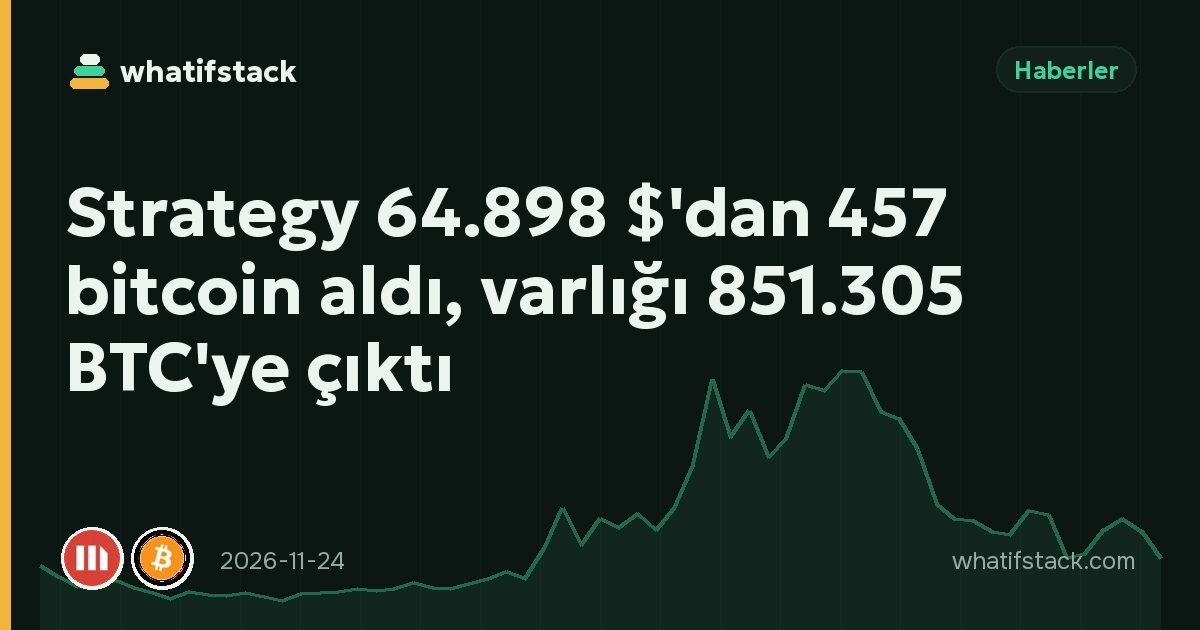 whatifstack
Haberler
Strategy 64.898 $'dan 457
bitcoin aldı, varlığı 851.305
BTC'ye çıktı
2026-11-24
whatifstack.com